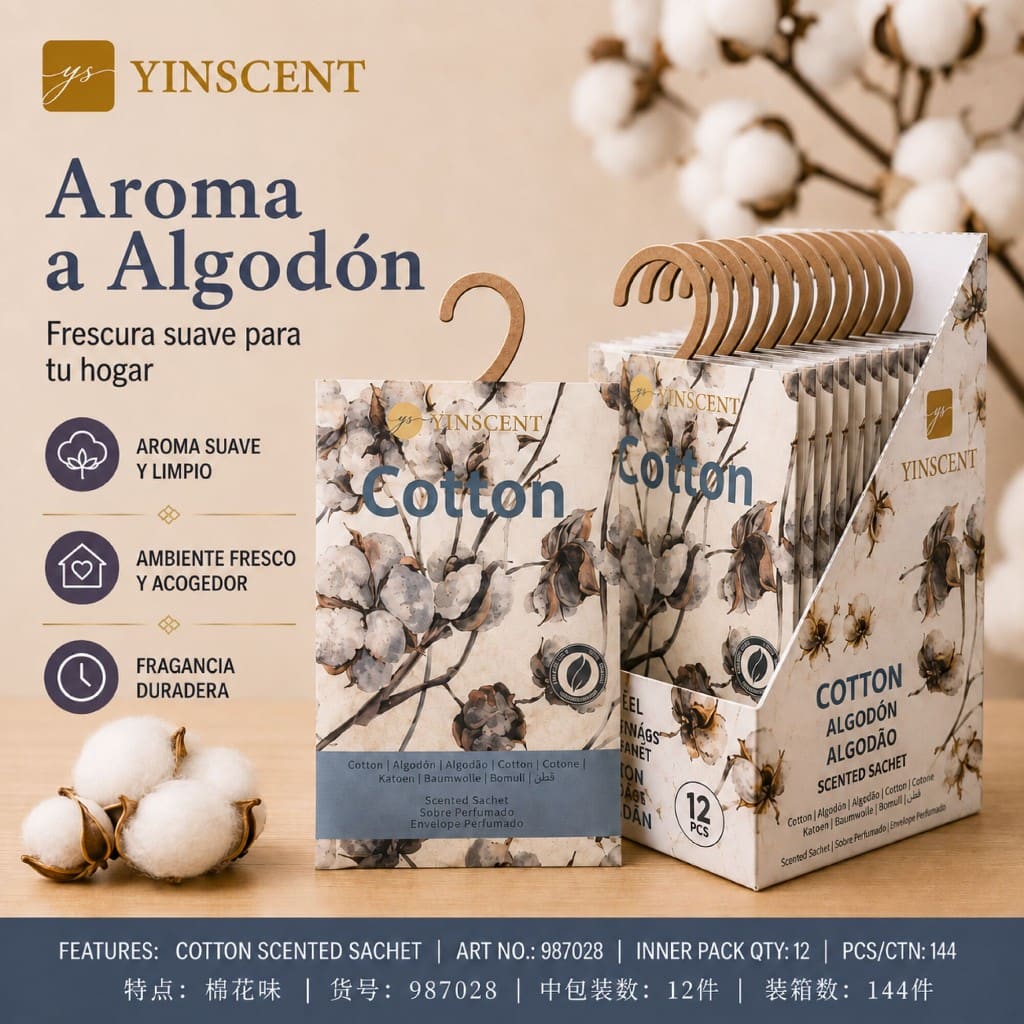 ys YINSCENT
Aroma
a Algodón
Frescura suave para
tu hogar
AROMA SUAVE
Y LIMPIO
AMBIENTE FRESCO
Y ACOGEDOR
FRAGANCIA
DURADERA
ys YINSCENT
Cotton
Cotton | Algodón | Algodão | Cotton | Cotone |
Katoen | Baumwolle | Bomull | قطن
Scented Sachet
Sobre Perfumado
Envelope Perfumado
ys YINSCENT
Cotton
12
PCS
ys
YINSCENT
COTTON
ALGODÓN
ALGODÃO
SCENTED SACHET
Cotton | Algodón | Algodão | Cotton | Cotone
Katoen | Baumwolle | Bomull | قطن
Scented Sachet | Sobre Perfumado | Envelope Perfumado
FEATURES: COTTON SCENTED SACHET | ART NO.: 987028 | INNER PACK QTY: 12 | PCS/CTN: 144
特点：棉花味 | 货号：987028 | 中包装数：12件 | 装箱数：144件